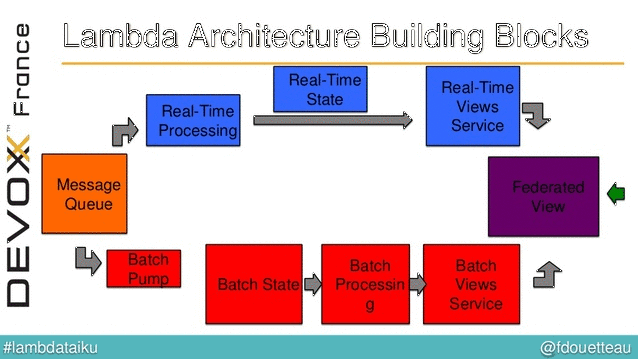 Lambda Architecture Building Blocks
DEVOXX™ France
Real-Time
State
Real-Time
Processing
Real-Time
Views
Service
Message
Queue
Federated
View
Batch
Pump
Batch State
Batch
Processin
g
Batch
Views
Service
#lambdataiku
@fdouetteau